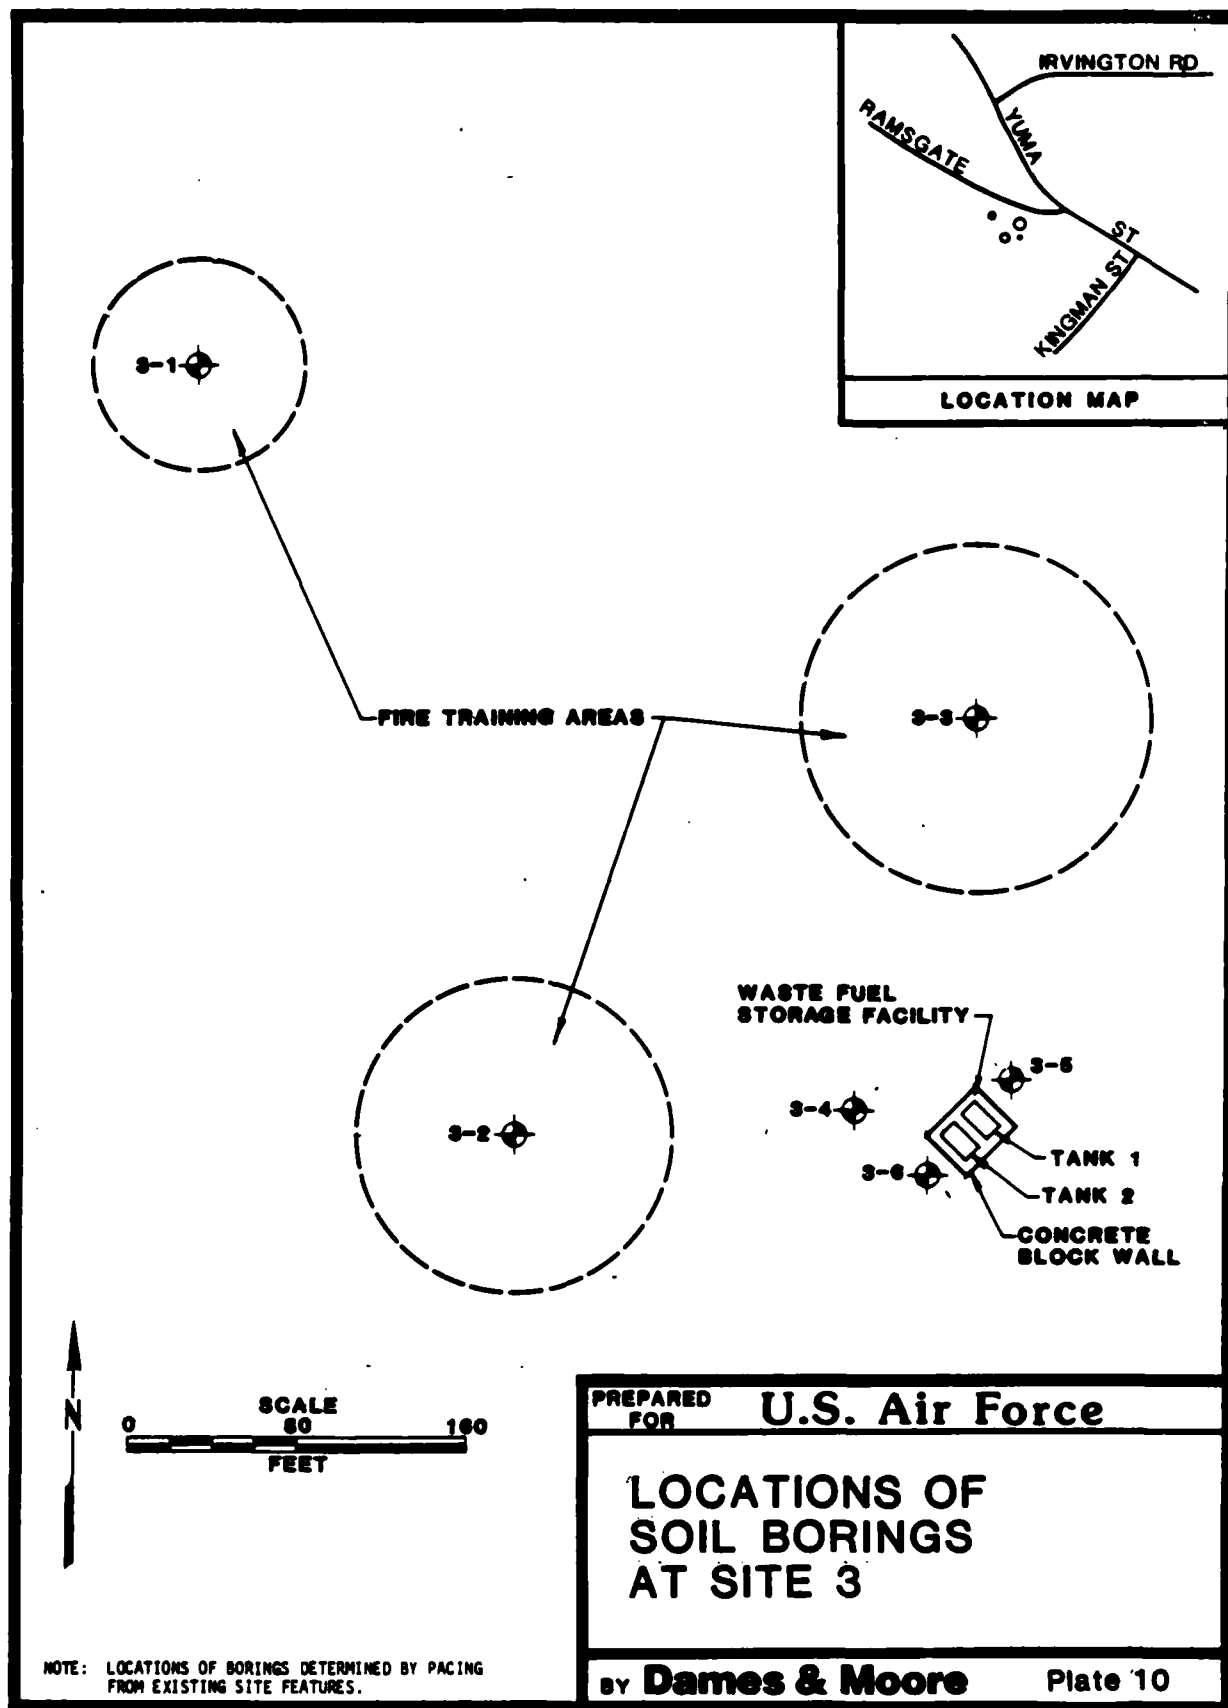 IRVINGTON RD
YUMA
RAMSGATE
ST
KINGMAN ST
LOCATION MAP
3-1
FIRE TRAINING AREAS
3-3
WASTE FUEL
STORAGE FACILITY
3-5
3-4
3-2
3-6
TANK 1
TANK 2
CONCRETE
BLOCK WALL
N
SCALE
0 80 160
FEET
PREPARED
FOR
U.S. Air Force
LOCATIONS OF
SOIL BORINGS
AT SITE 3
NOTE: LOCATIONS OF BORINGS DETERMINED BY PACING
FROM EXISTING SITE FEATURES.
BY Dames & Moore Plate 10